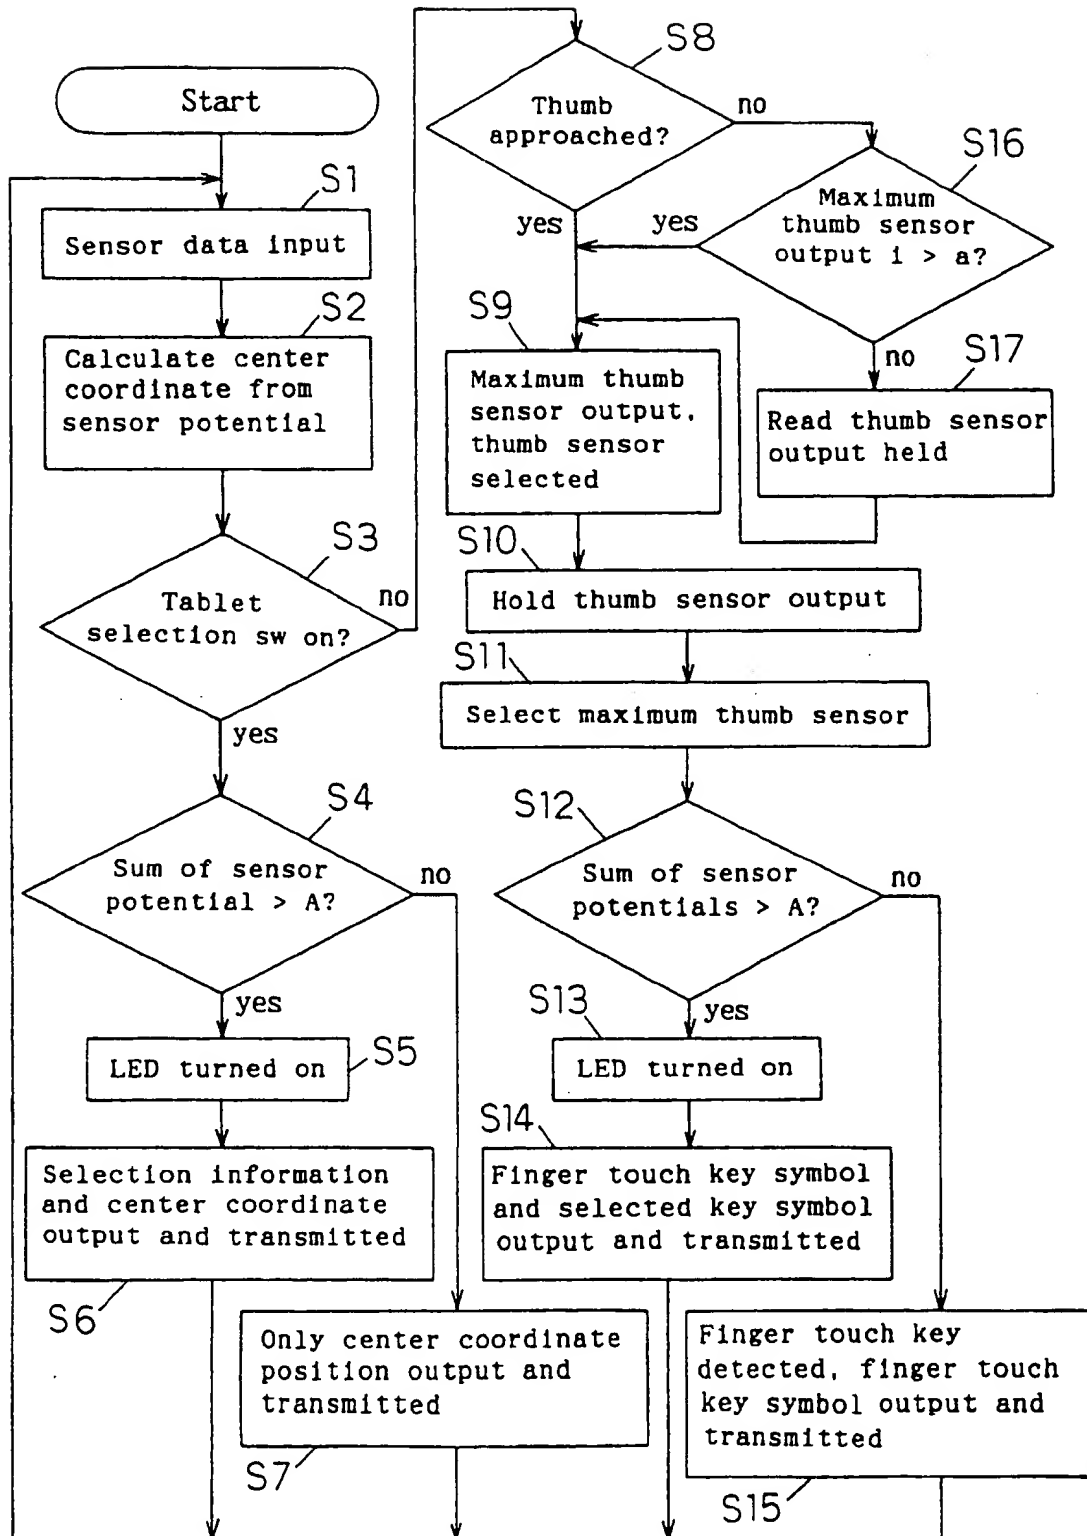 Start
S1
Sensor data input
S2
Calculate center
coordinate from
sensor potential
S3
Tablet
selection sw on?
no
yes
S4
Sum of sensor
potential > A?
no
yes
LED turned on
S5
Selection information
and center coordinate
output and transmitted
S6
Only center coordinate
position output and
transmitted
S7
S8
Thumb
approached?
no
yes
S16
Maximum
thumb sensor
output i > a?
yes
no
S9
Maximum thumb
sensor output,
thumb sensor
selected
S17
Read thumb sensor
output held
S10
Hold thumb sensor output
S11
Select maximum thumb sensor
S12
Sum of sensor
potentials > A?
no
yes
S13
LED turned on
S14
Finger touch key symbol
and selected key symbol
output and transmitted
Finger touch key
detected, finger touch
key symbol output and
transmitted
S15